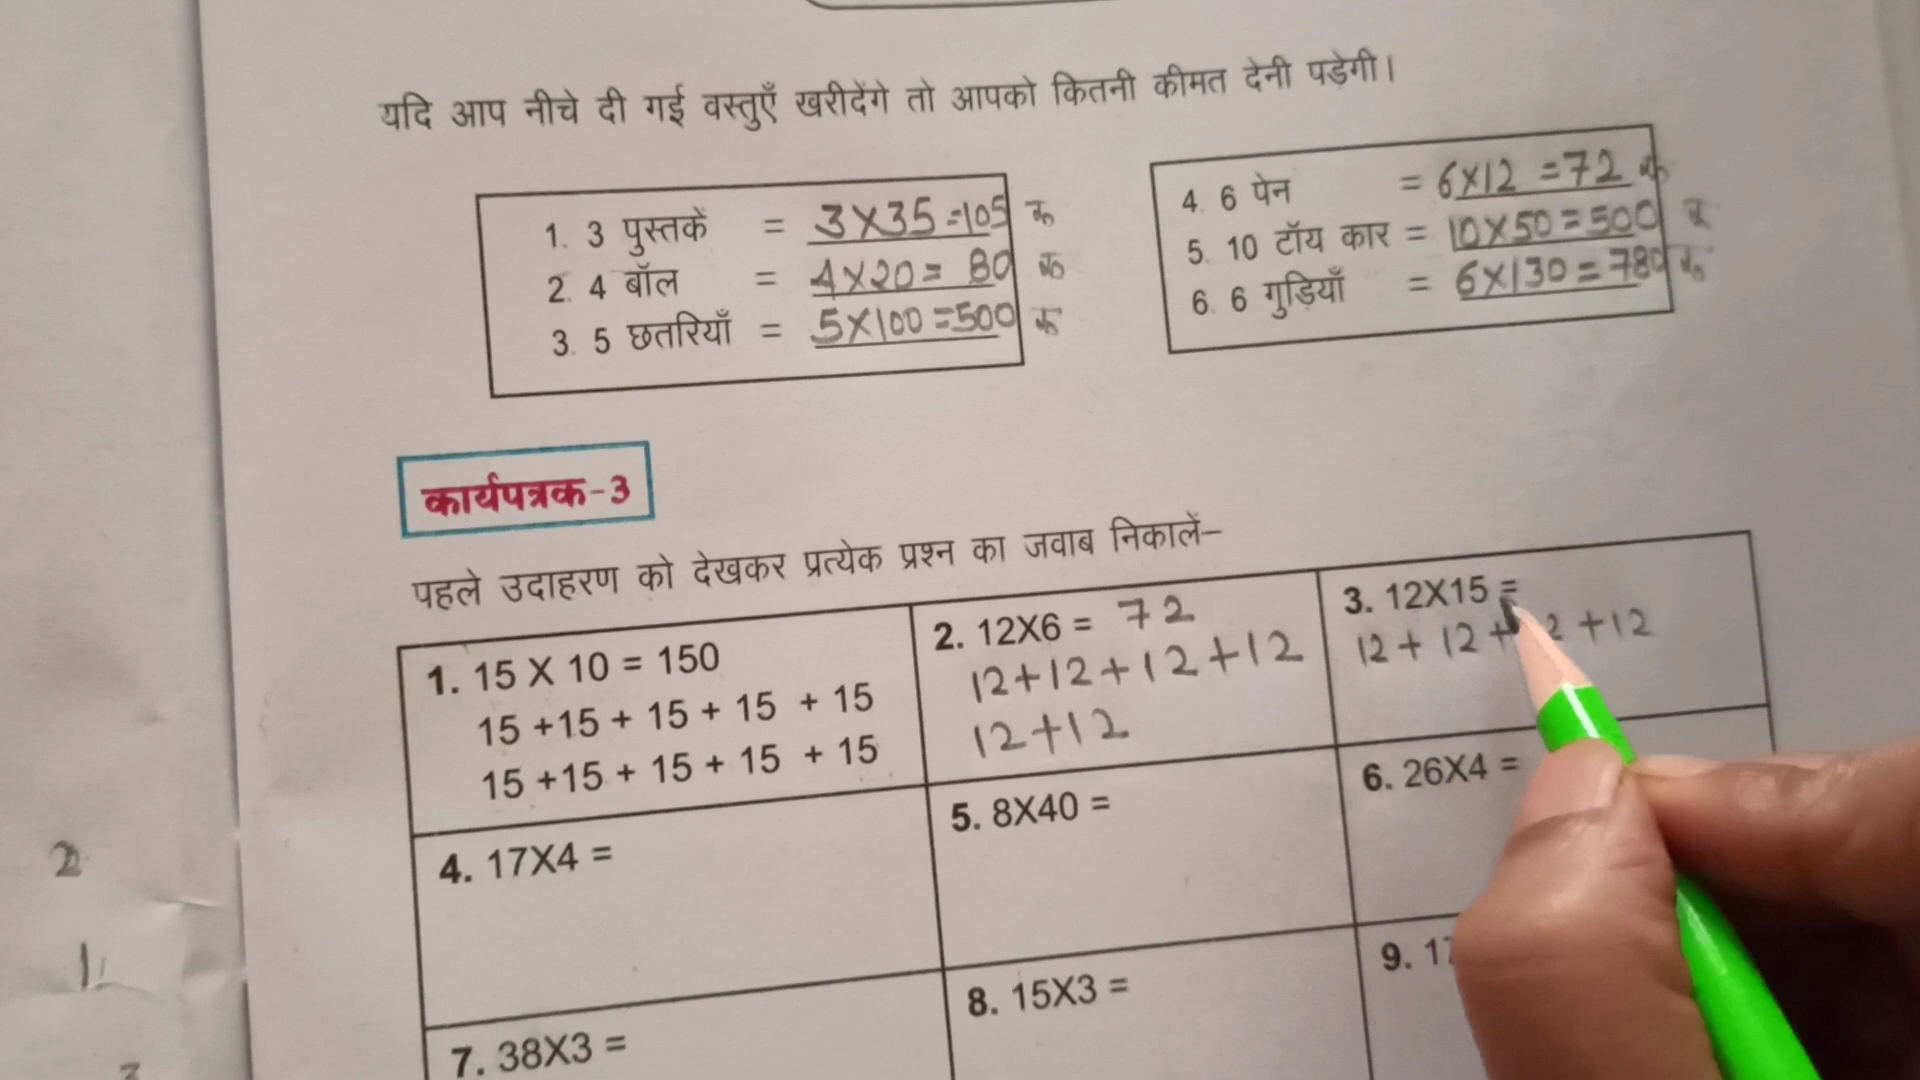 यदि आप नीचे दी गई वस्तुएँ खरीदेंगे तो आपको कितनी कीमत देनी पड़ेगी।
1. 3 पुस्तकें = 3X35=105 रू
2. 4 बॉल = 4X20= 80 रू
3. 5 छतरियाँ = 5X100=500 रू
4. 6 पेन = 6X12 =72 रू
5. 10 टॉय कार = 10X50=500 रू
6. 6 गुड़ियाँ = 6X130=780 रू
कार्यपत्रक-3
पहले उदाहरण को देखकर प्रत्येक प्रश्न का जवाब निकालें–
1. 15 X 10 = 150
15 +15 + 15 + 15 + 15
15 +15 + 15 + 15 + 15
2. 12X6 = 72
12+12+12+12
12+12
3. 12X15 =
12+ 12+ 12 +12
4. 17X4 =
5. 8X40 =
6. 26X4 =
7. 38X3 =
8. 15X3 =
9.
2
1